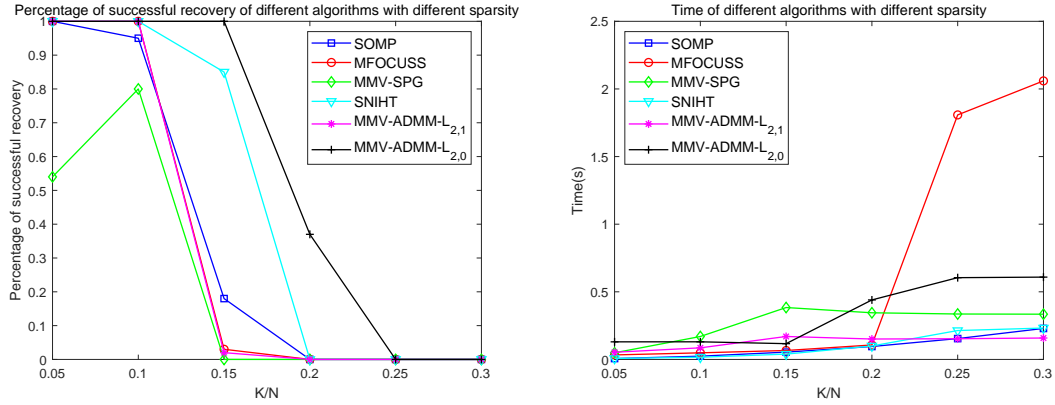 Percentage of successful recovery of different algorithms with different sparsity
Percentage of successful recovery
1
0.9
0.8
0.7
0.6
0.5
0.4
0.3
0.2
0.1
0
0.05
0.1
0.15
0.2
0.25
0.3
K/N
SOMP
MFOCUSS
MMV-SPG
SNIHT
MMV-ADMM-L2,1
MMV-ADMM-L2,0
Time of different algorithms with different sparsity
Time(s)
2.5
2
1.5
1
0.5
0
0.05
0.1
0.15
0.2
0.25
0.3
K/N
SOMP
MFOCUSS
MMV-SPG
SNIHT
MMV-ADMM-L2,1
MMV-ADMM-L2,0